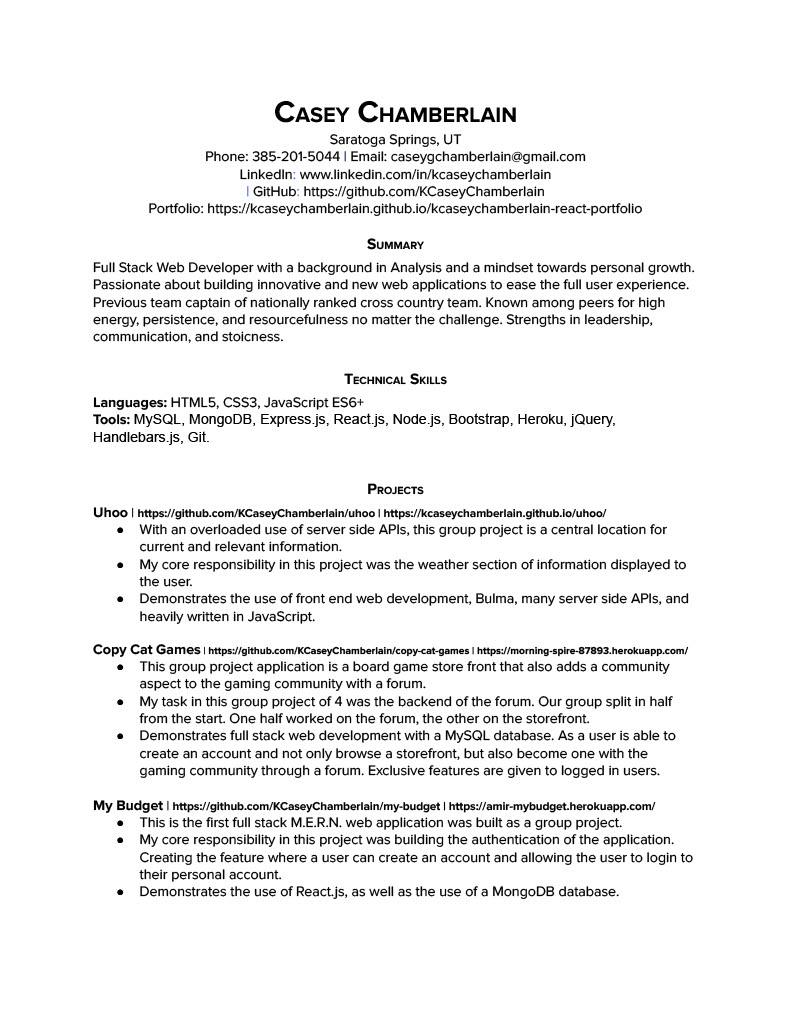 CASEY CHAMBERLAIN
Saratoga Springs, UT
Phone: 385-201-5044 | Email: caseygchamberlain@gmail.com
LinkedIn: www.linkedin.com/in/kcaseychamberlain
| GitHub: https://github.com/KCaseyChamberlain
Portfolio: https://kcaseychamberlain.github.io/kcaseychamberlain-react-portfolio
SUMMARY
Full Stack Web Developer with a background in Analysis and a mindset towards personal growth.
Passionate about building innovative and new web applications to ease the full user experience.
Previous team captain of nationally ranked cross country team. Known among peers for high
energy, persistence, and resourcefulness no matter the challenge. Strengths in leadership,
communication, and stoicness.
TECHNICAL SKILLS
Languages: HTML5, CSS3, JavaScript ES6+
Tools: MySQL, MongoDB, Express.js, React.js, Node.js, Bootstrap, Heroku, jQuery,
Handlebars.js, Git.
PROJECTS
Uhoo | https://github.com/KCaseyChamberlain/uhoo | https://kcaseychamberlain.github.io/uhoo/
● With an overloaded use of server side APIs, this group project is a central location for
current and relevant information.
● My core responsibility in this project was the weather section of information displayed to
the user.
● Demonstrates the use of front end web development, Bulma, many server side APIs, and
heavily written in JavaScript.
Copy Cat Games | https://github.com/KCaseyChamberlain/copy-cat-games | https://morning-spire-87893.herokuapp.com/
● This group project application is a board game store front that also adds a community
aspect to the gaming community with a forum.
● My task in this group project of 4 was the backend of the forum. Our group split in half
from the start. One half worked on the forum, the other on the storefront.
● Demonstrates full stack web development with a MySQL database. As a user is able to
create an account and not only browse a storefront, but also become one with the
gaming community through a forum. Exclusive features are given to logged in users.
My Budget | https://github.com/KCaseyChamberlain/my-budget | https://amir-mybudget.herokuapp.com/
● This is the first full stack M.E.R.N. web application was built as a group project.
● My core responsibility in this project was building the authentication of the application.
Creating the feature where a user can create an account and allowing the user to login to
their personal account.
● Demonstrates the use of React.js, as well as the use of a MongoDB database.